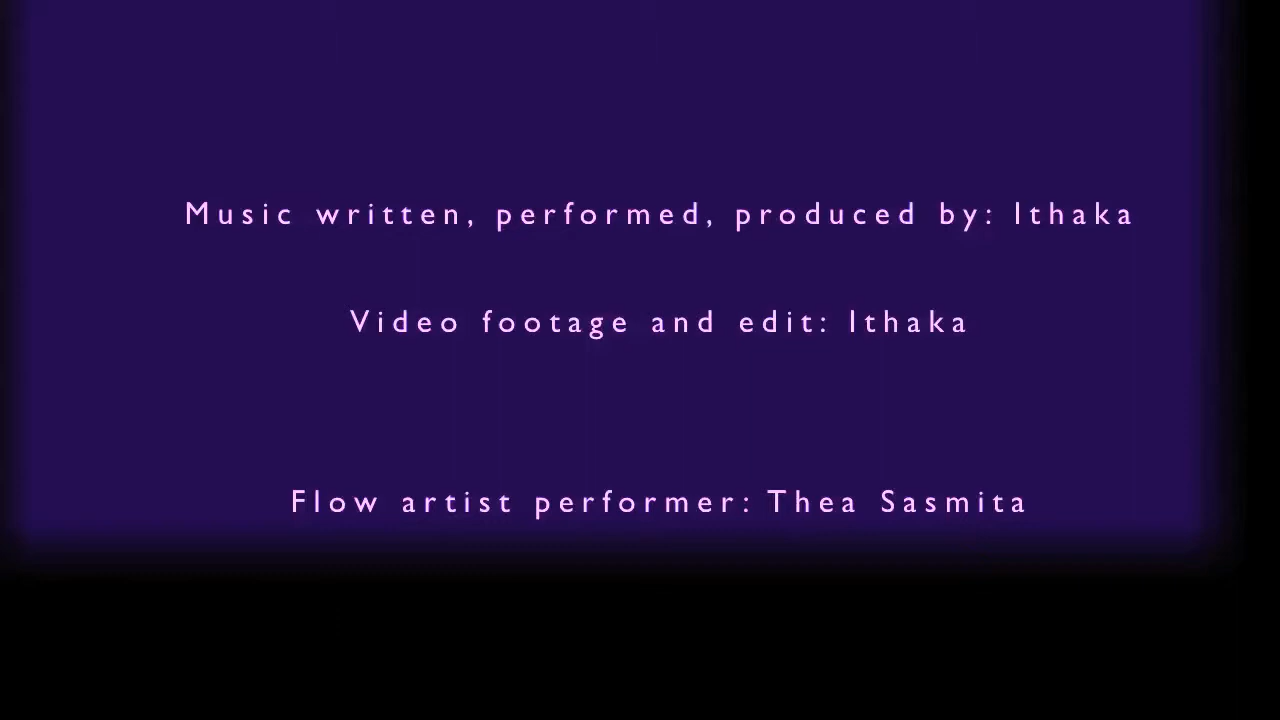 Music written, performed, produced by: Ithaka
Video footage and edit: Ithaka
Flow artist performer: Thea Sasmita